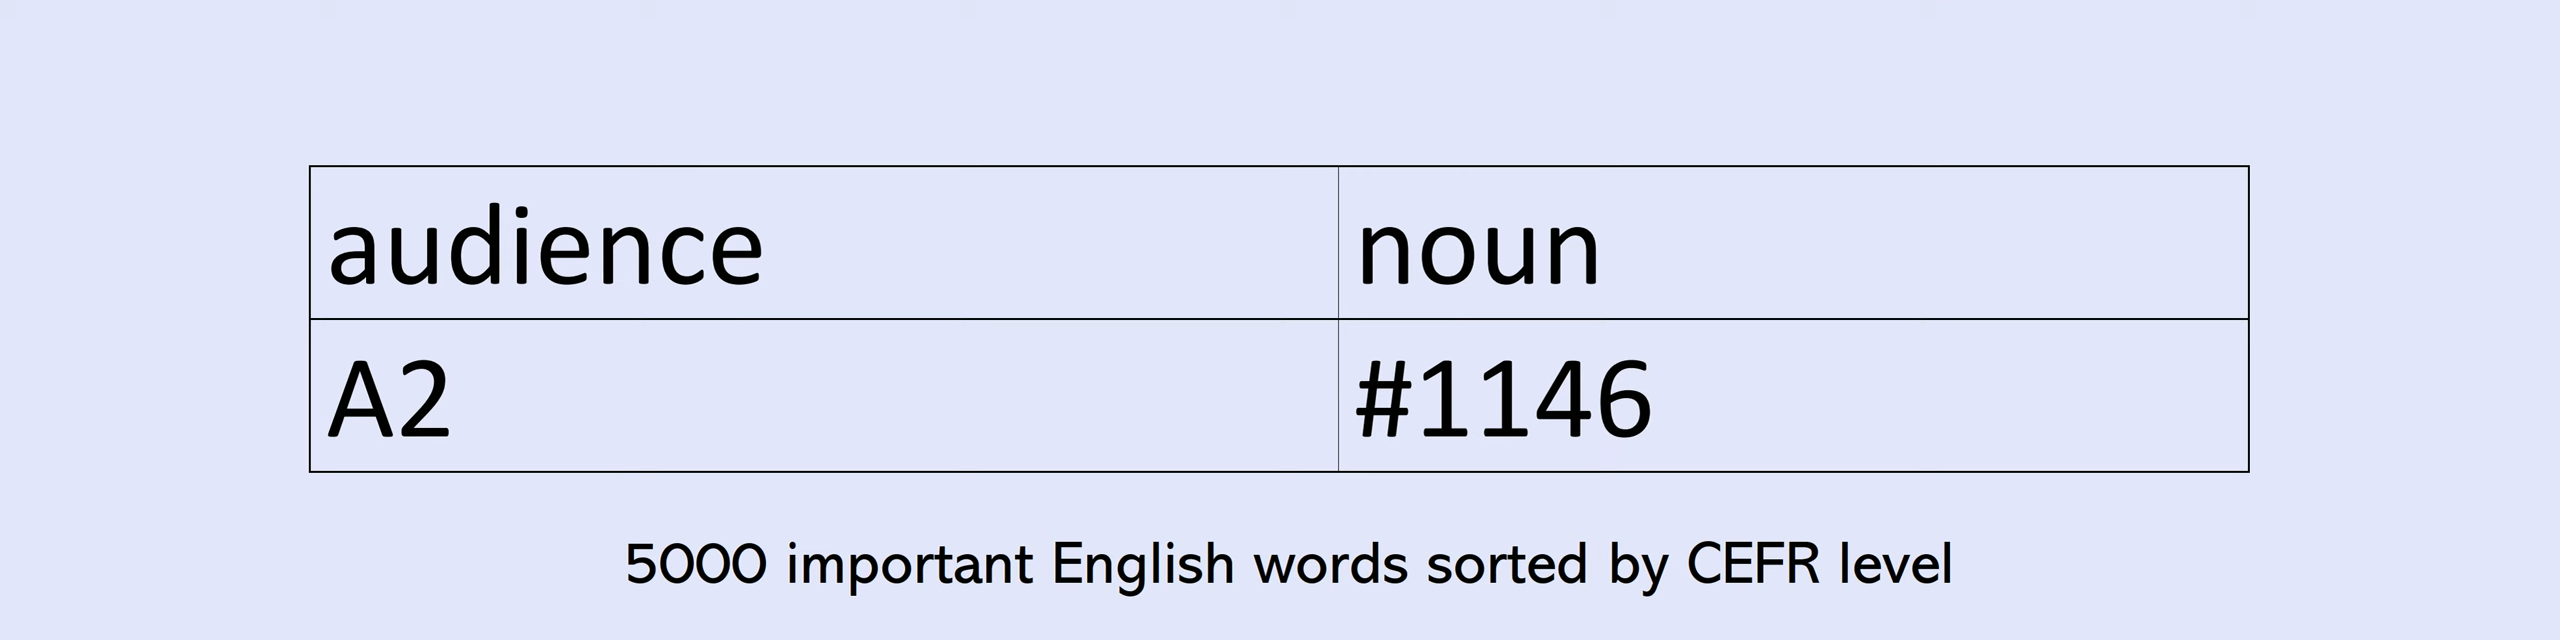 audience noun
A2 #1146
5000 important English words sorted by CEFR level